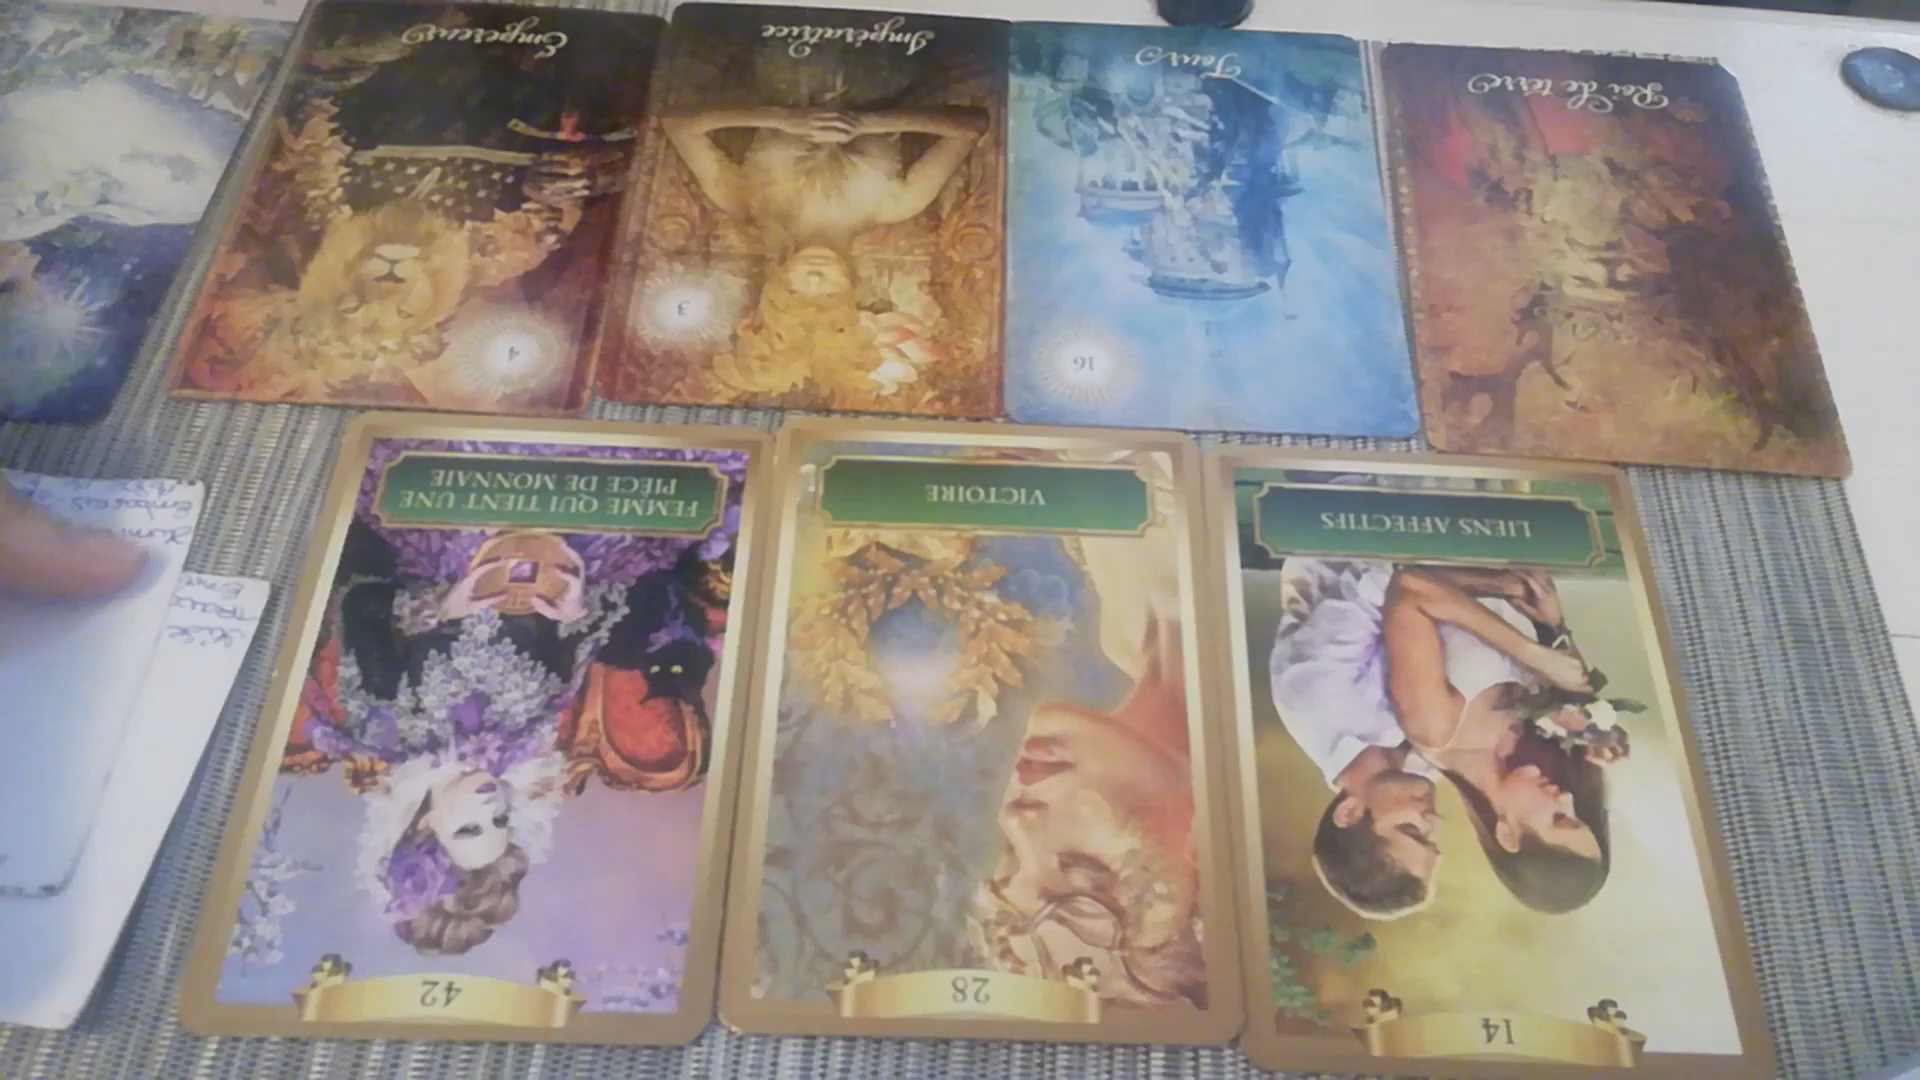 Empereur
Impératrice
Tour
Roi de terre
4
3
16
FEMME QUI TIENT UNE
PIÈCE DE MONNAIE
VICTOIRE
LIENS AFFECTIFS
42
28
14